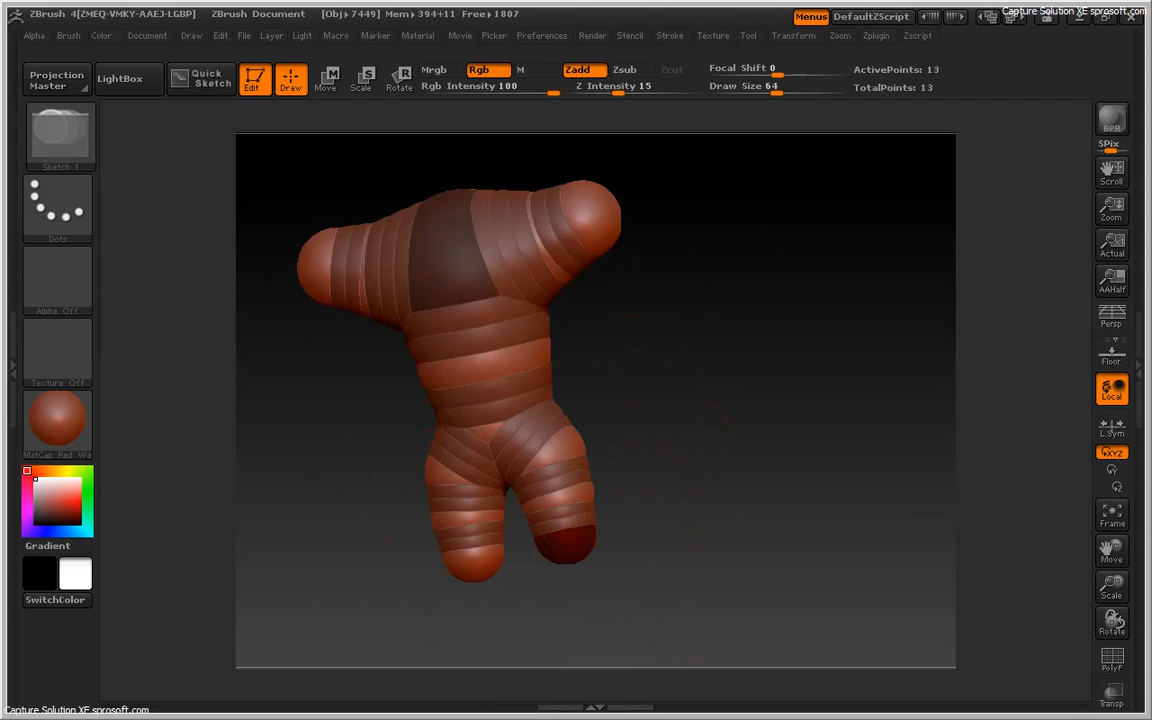 Capture Solution XE sprosoft.com
ZBrush 4[ZMEQ-VMKY-AAEJ-LGBP] ZBrush Document [Obj▸7449] Mem▸394+11 Free▸1807 Menus DefaultZScript
Alpha Brush Color Document Draw Edit File Layer Light Macro Marker Material Movie Picker Preferences Render Stencil Stroke Texture Tool Transform Zoom Zplugin Zscript
Projection Master
LightBox
Quick Sketch
Edit
Draw
Move
Scale
Rotate
Mrgb Rgb M Zadd Zsub Zcut
Rgb Intensity 100 Z Intensity 15
Focal Shift 0
Draw Size 64
ActivePoints: 13
TotalPoints: 13
Sketch 1
Dots
Alpha Off
Texture Off
MatCap Red Wa
Gradient
SwitchColor
BPR
SPix
Scroll
Zoom
Actual
AAHalf
Persp
Floor
Local
L.Sym
XYZ
Y
Z
Frame
Move
Scale
Rotate
PolyF
Transp
Capture Solution XE sprosoft.com